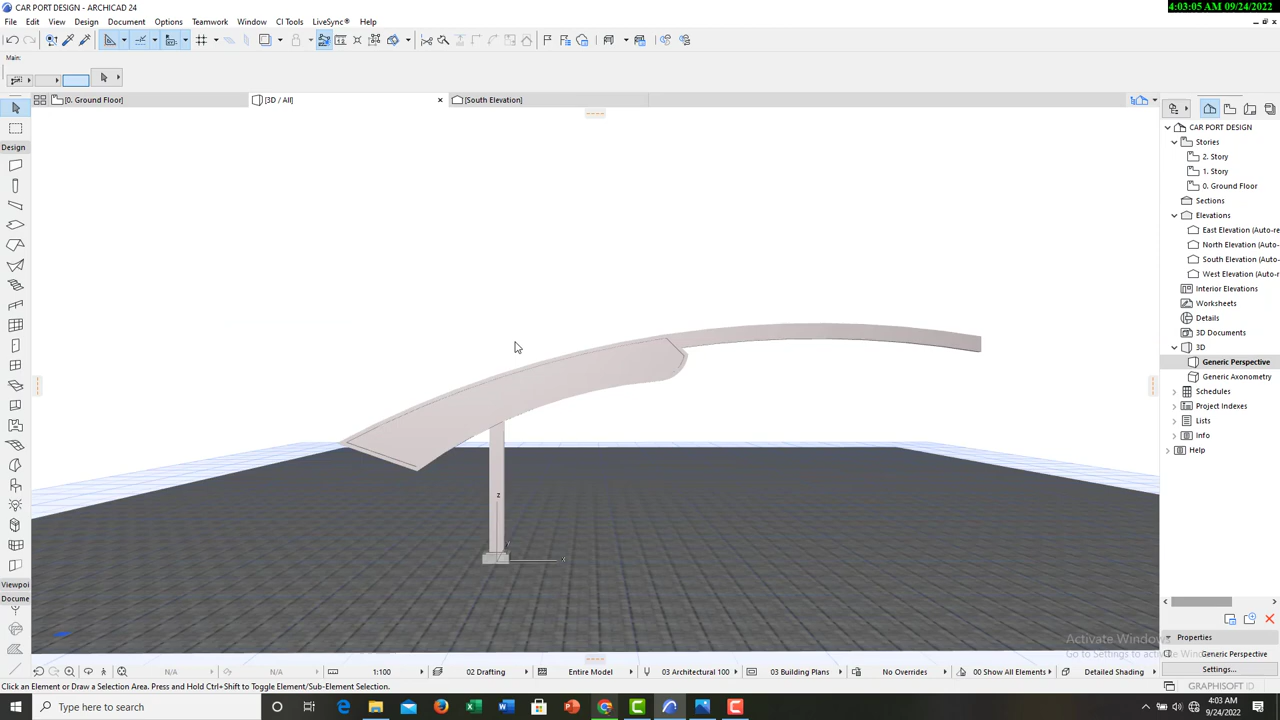 CAR PORT DESIGN - ARCHICAD 24
4:03:05 AM 09/24/2022
File Edit View Design Document Options Teamwork Window CI Tools LiveSync® Help
Main:
[0. Ground Floor]
[3D / All]
[South Elevation]
Design
CAR PORT DESIGN
Stories
2. Story
1. Story
0. Ground Floor
Sections
Elevations
East Elevation (Auto-re
North Elevation (Auto-r
South Elevation (Auto-
West Elevation (Auto-r
Interior Elevations
Worksheets
Details
3D Documents
3D
Generic Perspective
Generic Axonometry
Schedules
Project Indexes
Lists
Info
Help
z
y
x
Viewpoi
Docume
Properties
Generic Perspective
Settings...
Activate Windows
Go to Settings to activate Windows.
N/A
N/A
1:100
02 Drafting
Entire Model
03 Architectural 100
03 Building Plans
No Overrides
00 Show All Elements
Detailed Shading
Click an Element or Draw a Selection Area. Press and Hold Ctrl+Shift to Toggle Element/Sub-Element Selection.
GRAPHISOFT ID
Type here to search
4:03 AM
9/24/2022